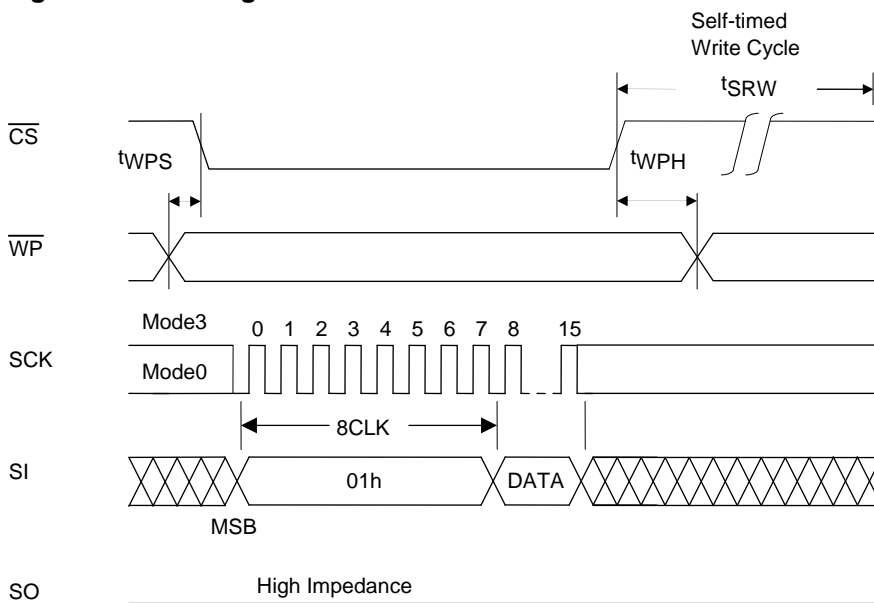 Self-timed
Write Cycle
tSRW
CS
tWPS
tWPH
WP
Mode3
0 1 2 3 4 5 6 7 8 15
SCK
Mode0
8CLK
SI
01h
DATA
MSB
High Impedance
SO